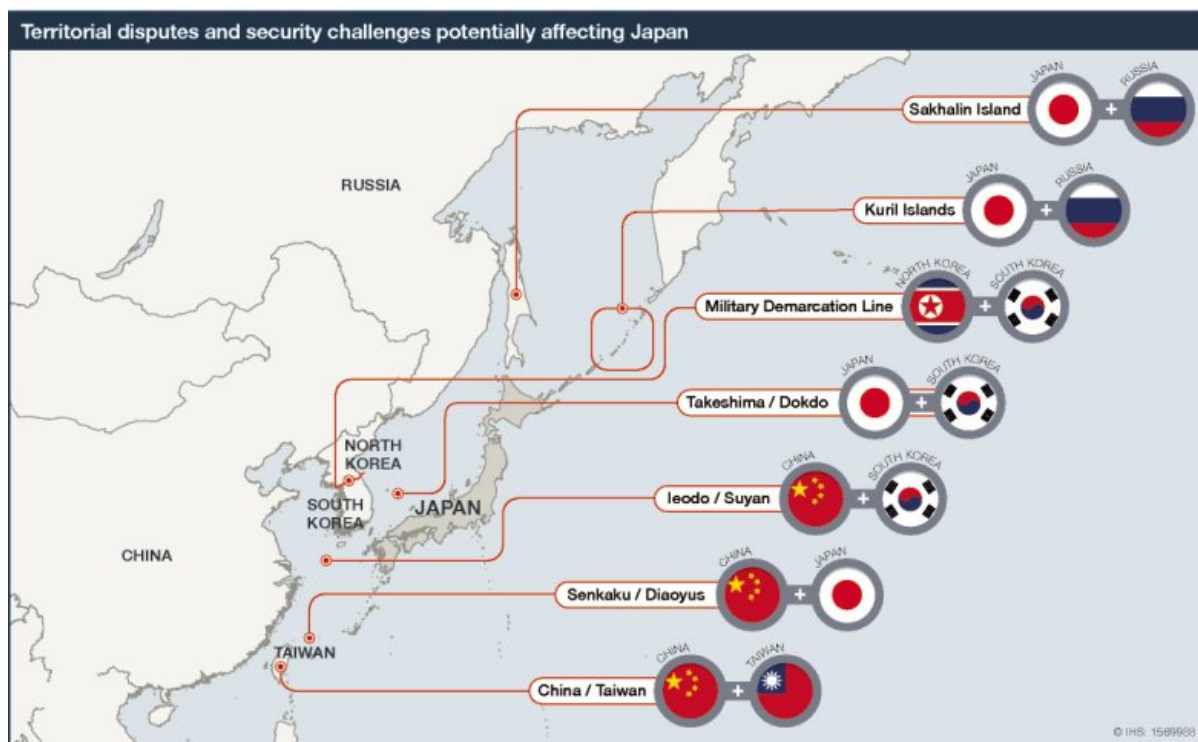 Territorial disputes and security challenges potentially affecting Japan
JAPAN
RUSSIA
Sakhalin Island
RUSSIA
JAPAN
RUSSIA
Kuril Islands
NORTH KOREA
SOUTH KOREA
Military Demarcation Line
JAPAN
SOUTH KOREA
Takeshima / Dokdo
NORTH
KOREA
SOUTH
KOREA
JAPAN
CHINA
SOUTH KOREA
Ieodo / Suyan
CHINA
CHINA
JAPAN
Senkaku / Diaoyus
TAIWAN
CHINA
TAIWAN
China / Taiwan
© IHS: 1569988